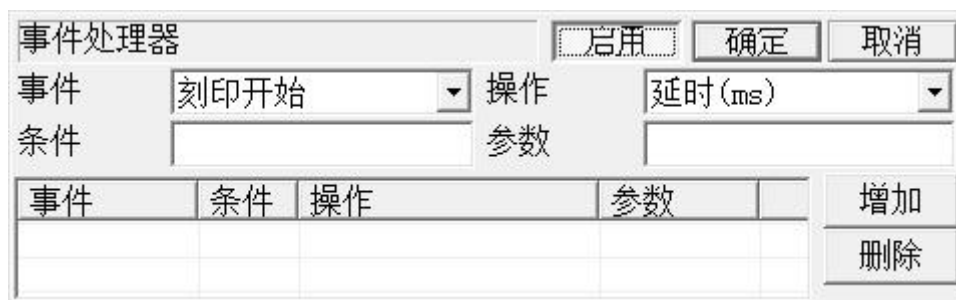 事件处理器 启用 确定 取消
事件 刻印开始 操作 延时(ms)
条件 参数
事件 条件 操作 参数 增加
删除